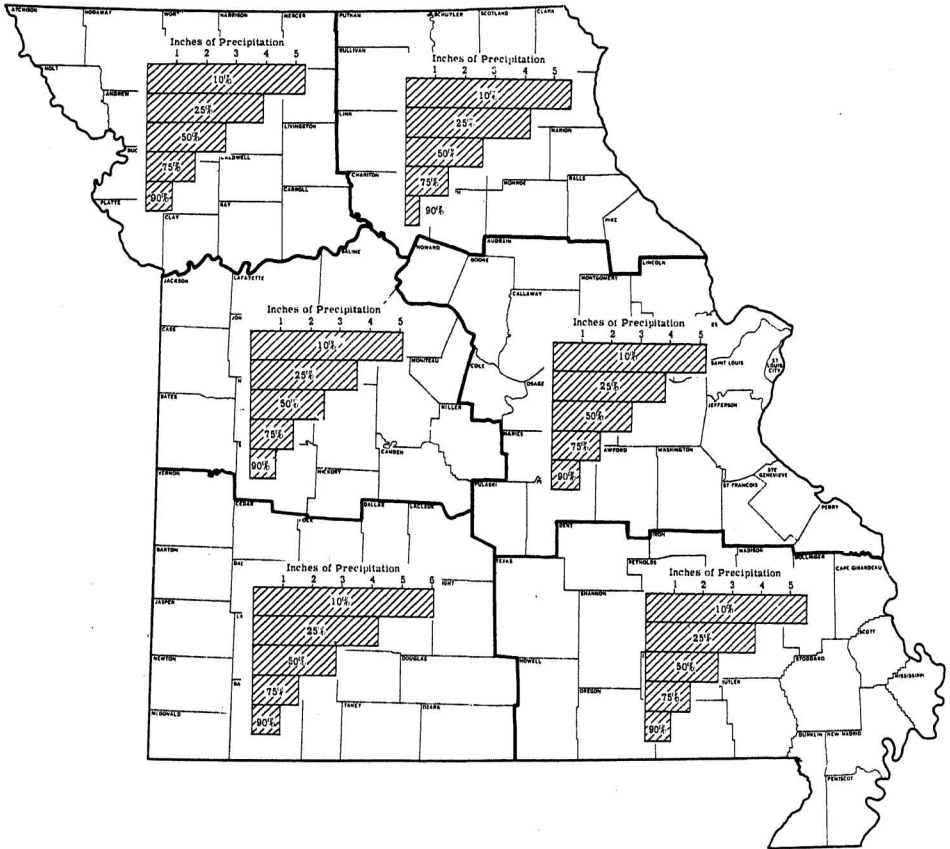 ATCHISON
NODAWAY
HARRISON
MERCER
PUTNAM
SCHUYLER
SCOTLAND
CLARK
HOLT
ANDREW
Inches of Precipitation
1 2 3 4 5
10%
25%
50%
75%
90%
LIVINGSTON
CALDWELL
CARROLL
PLATTE
CLAY
RAY
SULLIVAN
LINN
CHARITON
Inches of Precipitation
1 2 3 4 5
10%
25%
50%
75%
90%
MARION
MONROE
RALLS
PIKE
JACKSON
LAFAYETTE
SALINE
HOWARD
BOONE
AUDRAIN
CALLAWAY
MONTGOMERY
LINCOLN
CASS
BATES
Inches of Precipitation
1 2 3 4 5
10%
25%
50%
75%
90%
MONITEAU
COLE
OSAGE
MILLER
CAMDEN
HICKORY
MARIES
PULASKI
Inches of Precipitation
1 2 3 4 5
10%
25%
50%
75%
90%
SAINT LOUIS
ST LOUIS CITY
JEFFERSON
AWFORD
WASHINGTON
ST FRANCOIS
STE GENEVIEVE
PERRY
VERNON
CEDAR
DALLAS
LACLEDE
BARTON
JASPER
NEWTON
MCDONALD
Inches of Precipitation
1 2 3 4 5 6
10%
25%
50%
75%
90%
IGHT
DOUGLAS
TANEY
OZARK
TEXAS
DENT
IRON
REYNOLDS
MADISON
BOLLINGER
CAPE GIRARDEAU
SHANNON
HOWELL
OREGON
Inches of Precipitation
1 2 3 4 5
10%
25%
50%
75%
90%
SCOTT
STODDARD
MISSISSIPPI
BUTLER
DUNKLIN
NEW MADRID
PEMISCOT